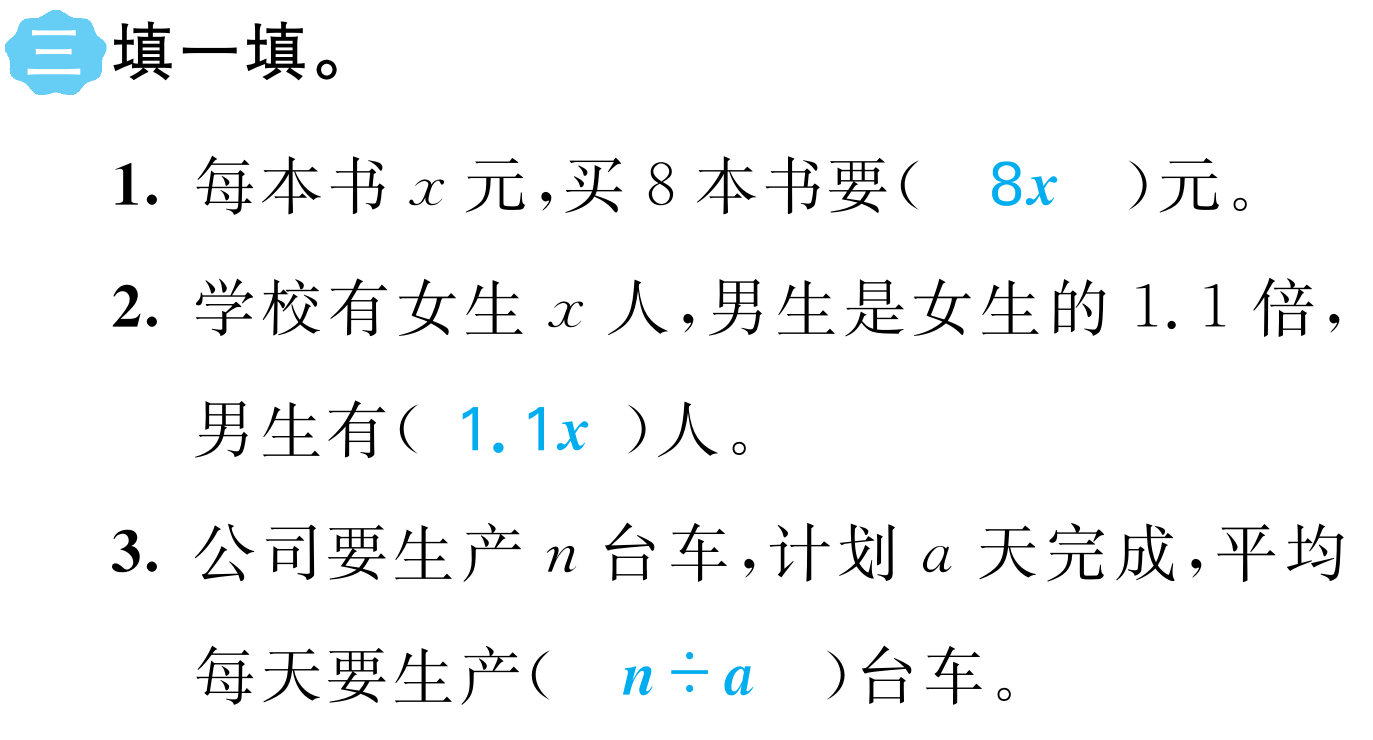 三 填一填。
1. 每本书 x 元,买 8 本书要( 8x )元。
2. 学校有女生 x 人,男生是女生的 1.1 倍,
男生有( 1.1x )人。
3. 公司要生产 n 台车,计划 a 天完成,平均
每天要生产( n÷a )台车。